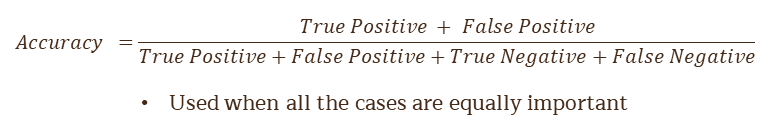 True Positive + False Positive
Accuracy =
True Positive + False Positive + True Negative + False Negative
• Used when all the cases are equally important